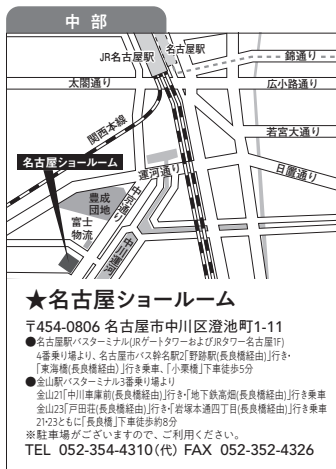 中部
JR名古屋駅
名古屋駅
錦通り
太閤通り
広小路通り
関西本線
若宮大通り
名古屋ショールーム
運河通り
日置通り
豊成
団地
中京通り
富士
物流
中川運河
★名古屋ショールーム
〒454-0806 名古屋市中川区澄池町1-11
●名古屋駅バスターミナル(JRゲートタワーおよびJRタワー名古屋1F)
4番乗り場より、名古屋市バス幹名駅2「野跡駅(長良橋経由)」行き・
「東海橋(長良橋経由)」行き乗車、「小栗橋」下車徒歩5分
●金山駅バスターミナル3番乗り場より
金山21「中川車庫前(長良橋経由)」行き・「地下鉄高畑(長良橋経由)」行き乗車
金山23「戸田荘(長良橋経由)」行き・「岩塚本通四丁目(長良橋経由)」行き乗車
21・23ともに「長良橋」下車徒歩約8分
※駐車場がございますので、ご利用ください。
TEL 052-354-4310(代) FAX 052-352-4326